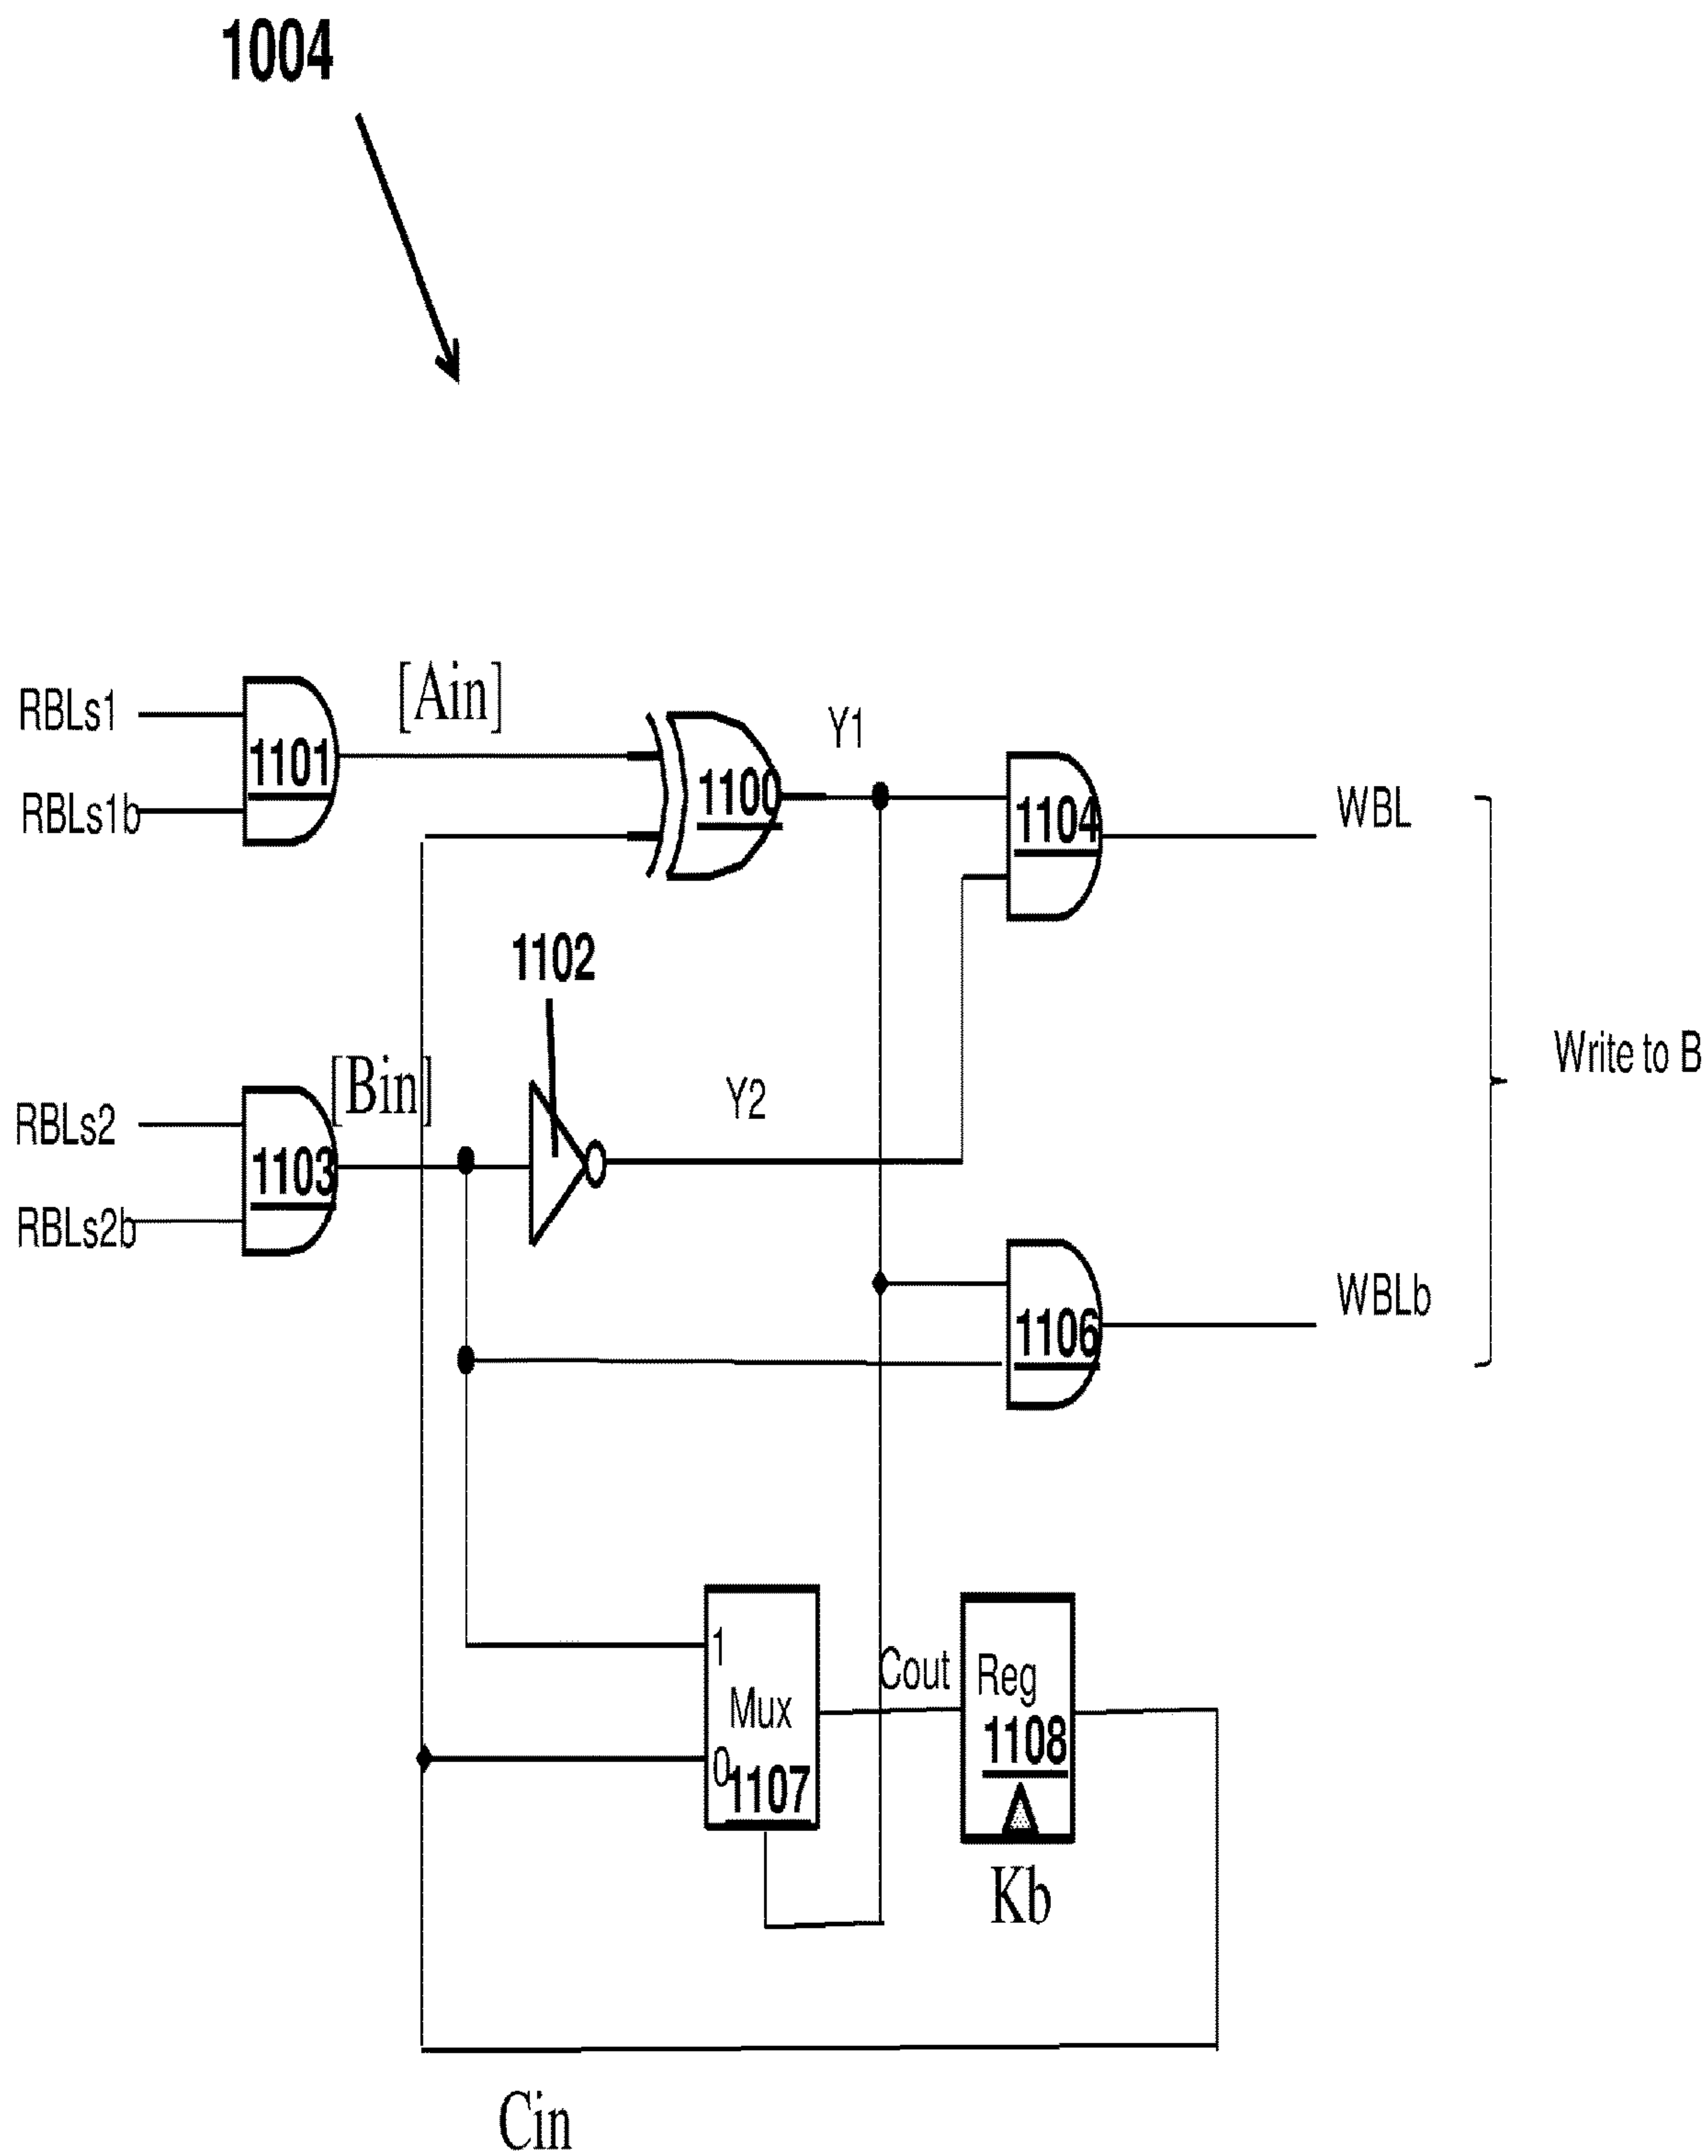 1004
[Ain]
RBLs1
1101
RBLs1b
1100
Y1
1104
WBL
1102
[Bin]
Y2
Write to B
RBLs2
1103
RBLs2b
1106
WBLb
1
Mux
0
1107
Cout
Reg
1108
Kb
Cin